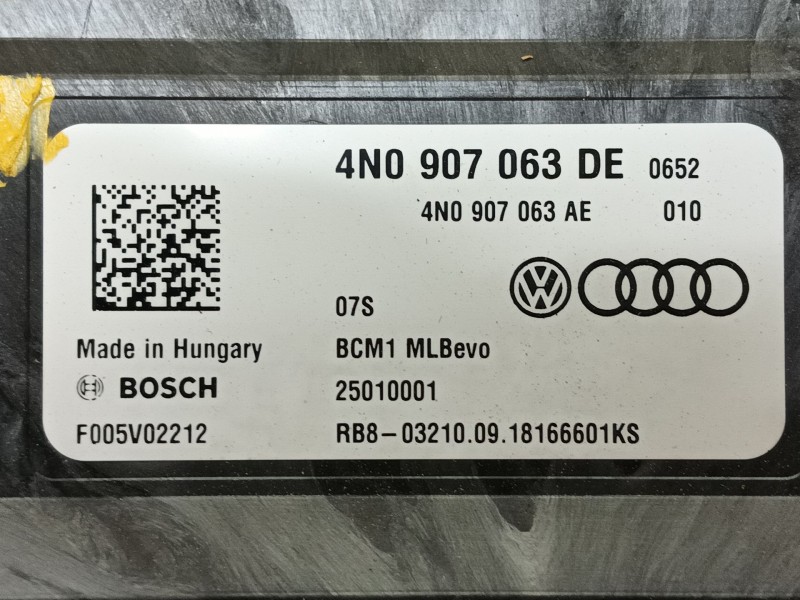 4N0 907 063 DE 0652
4N0 907 063 AE 010
07S
Made in Hungary BCM1 MLBevo
BOSCH 25010001
F005V02212 RB8-03210.09.18166601KS